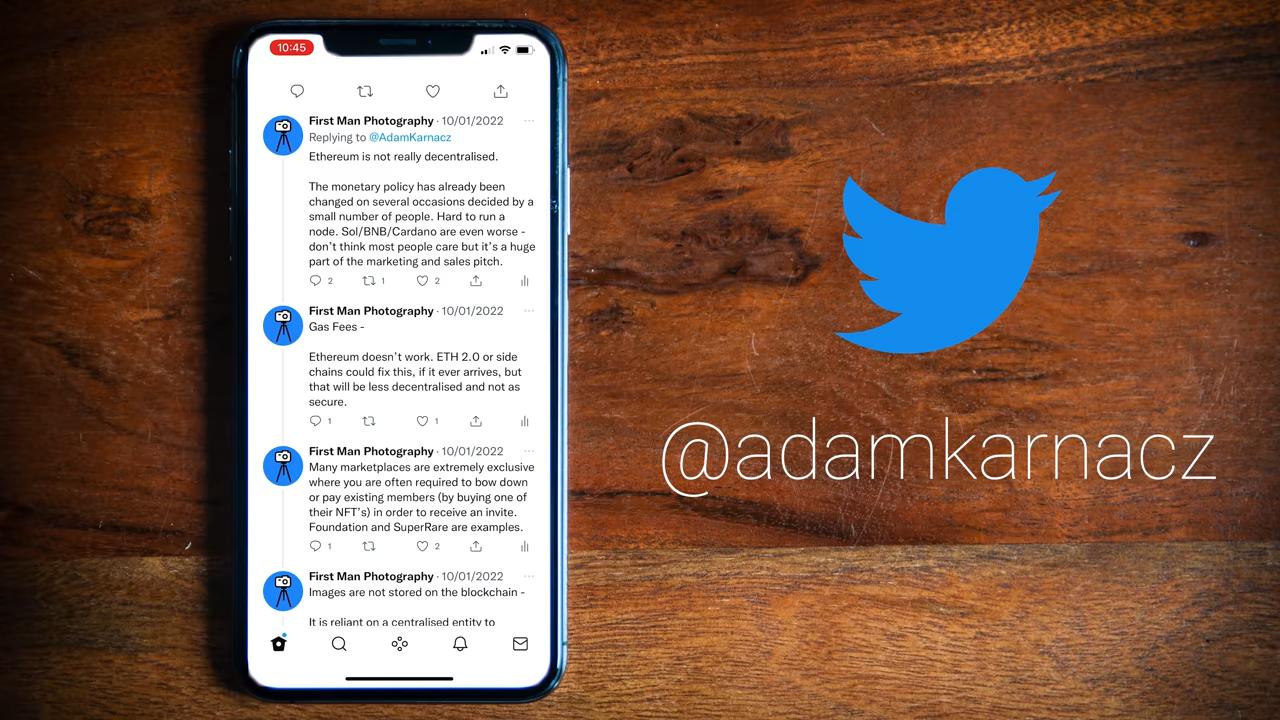 10:45
First Man Photography · 10/01/2022
Replying to @AdamKarnacz
Ethereum is not really decentralised.
The monetary policy has already been
changed on several occasions decided by a
small number of people. Hard to run a
node. Sol/BNB/Cardano are even worse -
don't think most people care but it's a huge
part of the marketing and sales pitch.
2 1 2
First Man Photography · 10/01/2022
Gas Fees -
Ethereum doesn't work. ETH 2.0 or side
chains could fix this, if it ever arrives, but
that will be less decentralised and not as
secure.
1 1
First Man Photography · 10/01/2022
Many marketplaces are extremely exclusive
where you are often required to bow down
or pay existing members (by buying one of
their NFT's) in order to receive an invite.
Foundation and SuperRare are examples.
1 2
First Man Photography · 10/01/2022
Images are not stored on the blockchain -
It is reliant on a centralised entity to
@adamkarnacz